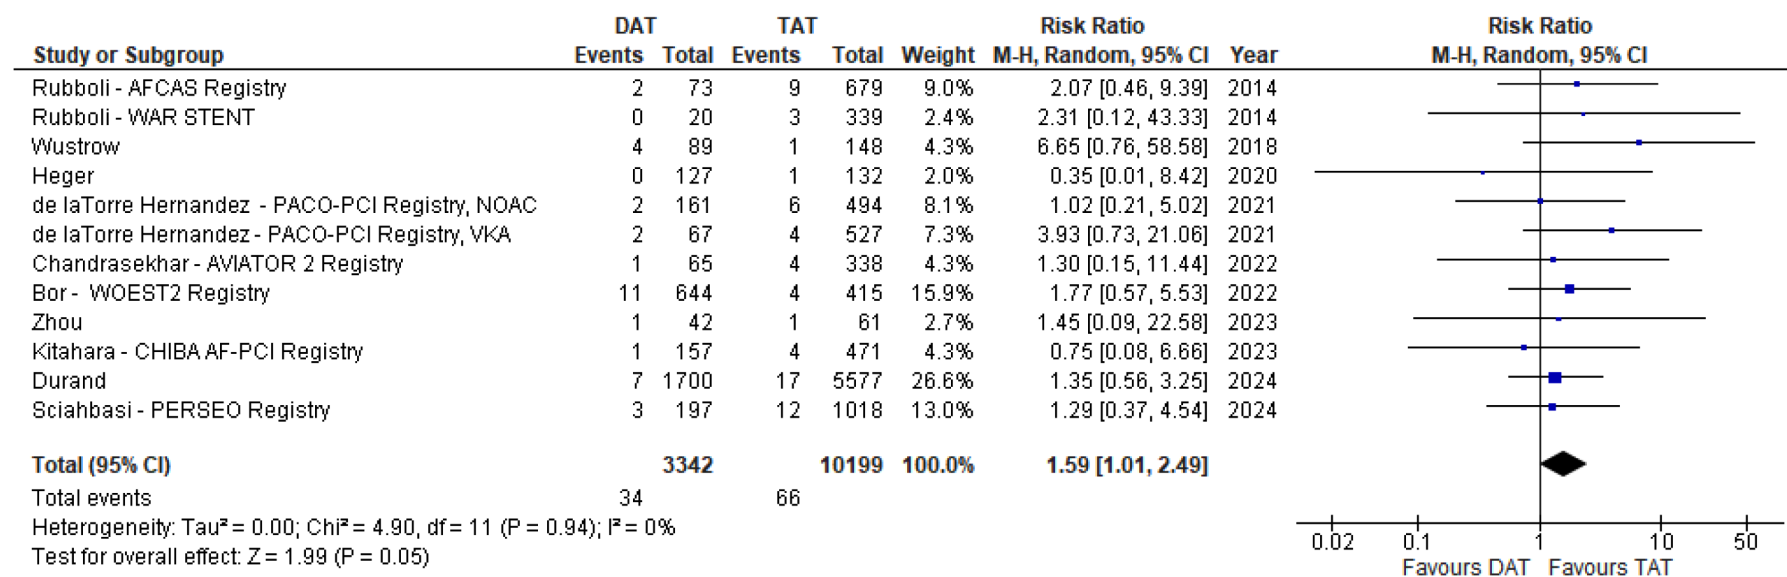 DAT TAT Risk Ratio Risk Ratio
Study or Subgroup Events Total Events Total Weight M-H, Random, 95% CI Year M-H, Random, 95% CI
Rubboli - AFCAS Registry 2 73 9 679 9.0% 2.07 [0.46, 9.39] 2014
Rubboli - WAR STENT 0 20 3 339 2.4% 2.31 [0.12, 43.33] 2014
Wustrow 4 89 1 148 4.3% 6.65 [0.76, 58.58] 2018
Heger 0 127 1 132 2.0% 0.35 [0.01, 8.42] 2020
de laTorre Hernandez - PACO-PCI Registry, NOAC 2 161 6 494 8.1% 1.02 [0.21, 5.02] 2021
de laTorre Hernandez - PACO-PCI Registry, VKA 2 67 4 527 7.3% 3.93 [0.73, 21.06] 2021
Chandrasekhar - AVIATOR 2 Registry 1 65 4 338 4.3% 1.30 [0.15, 11.44] 2022
Bor - WOEST2 Registry 11 644 4 415 15.9% 1.77 [0.57, 5.53] 2022
Zhou 1 42 1 61 2.7% 1.45 [0.09, 22.58] 2023
Kitahara - CHIBA AF-PCI Registry 1 157 4 471 4.3% 0.75 [0.08, 6.66] 2023
Durand 7 1700 17 5577 26.6% 1.35 [0.56, 3.25] 2024
Sciahbasi - PERSEO Registry 3 197 12 1018 13.0% 1.29 [0.37, 4.54] 2024
Total (95% CI) 3342 10199 100.0% 1.59 [1.01, 2.49]
Total events 34 66
Heterogeneity: Tau² = 0.00; Chi² = 4.90, df = 11 (P = 0.94); I² = 0%
Test for overall effect: Z = 1.99 (P = 0.05)
0.02 0.1 1 10 50
Favours DAT Favours TAT